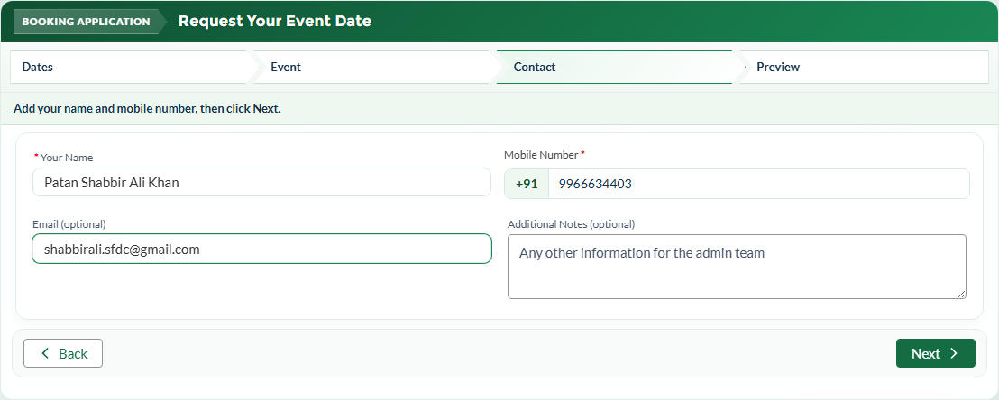 BOOKING APPLICATION Request Your Event Date
Dates Event Contact Preview
Add your name and mobile number, then click Next.
* Your Name
Mobile Number *
Patan Shabbir Ali Khan
+91 9966634403
Email (optional)
Additional Notes (optional)
shabbirali.sfdc@gmail.com
Any other information for the admin team
Back
Next